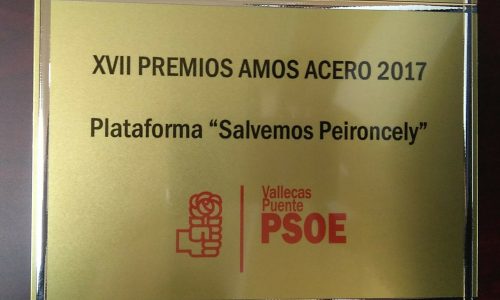 XVII PREMIOS AMOS ACERO 2017
Plataforma “Salvemos Peironcely”
Vallecas
Puente
PSOE